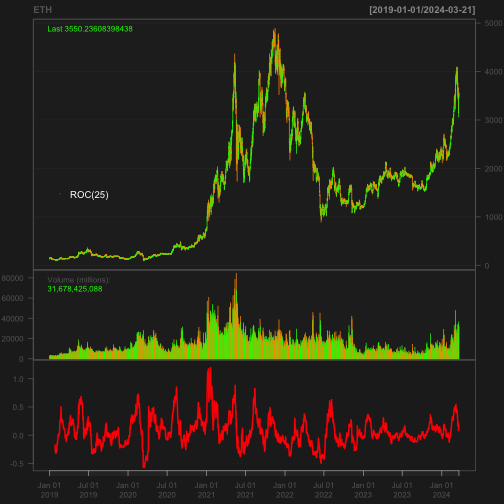 ETH [2019-01-01/2024-03-21]
Last 3550.23608398438
5000
4000
3000
2000
1000
0
ROC(25)
Volume (millions):
31,678,425,088
80000
60000
40000
20000
0
1.0
0.5
0.0
-0.5
Jan 01 2019
Jul 01 2019
Jan 01 2020
Jul 01 2020
Jan 01 2021
Jul 01 2021
Jan 01 2022
Jul 01 2022
Jan 01 2023
Jul 01 2023
Jan 01 2024